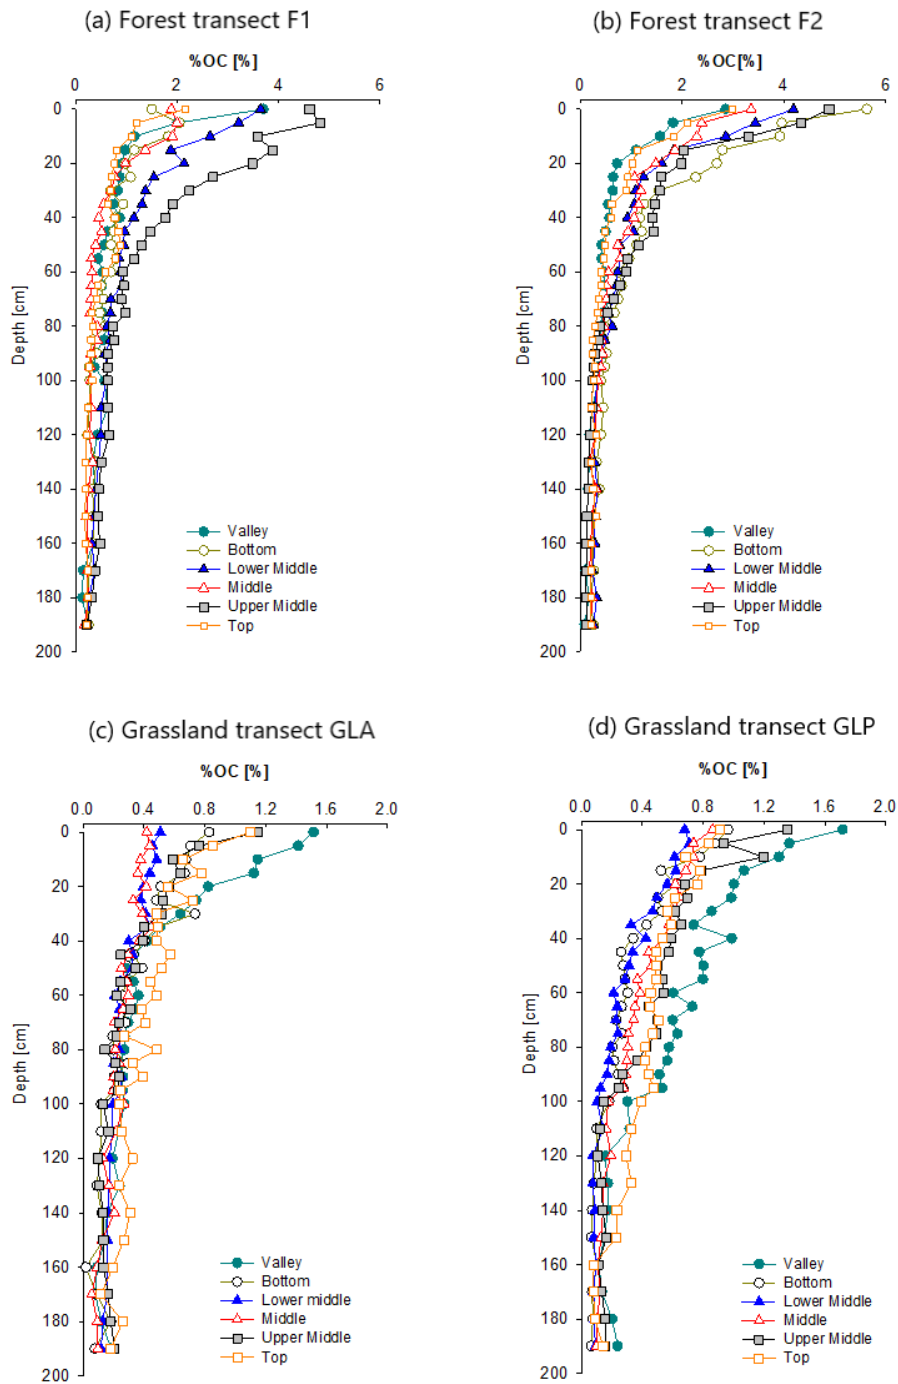 (a) Forest transect F1
%OC [%]
0 2 4 6
0
20
40
60
80
100
120
140
160
180
200
Depth [cm]
Valley
Bottom
Lower Middle
Middle
Upper Middle
Top
(b) Forest transect F2
%OC[%]
0 2 4 6
0
20
40
60
80
100
120
140
160
180
200
Depth [cm]
Valley
Bottom
Lower Middle
Middle
Upper Middle
Top
(c) Grassland transect GLA
%OC [%]
0.0 0.4 0.8 1.2 1.6 2.0
0
20
40
60
80
100
120
140
160
180
200
Depth [cm]
Valley
Bottom
Lower middle
Middle
Upper Middle
Top
(d) Grassland transect GLP
%OC [%]
0.0 0.4 0.8 1.2 1.6 2.0
0
20
40
60
80
100
120
140
160
180
200
Depth [cm]
Valley
Bottom
Lower Middle
Middle
Upper Middle
Top